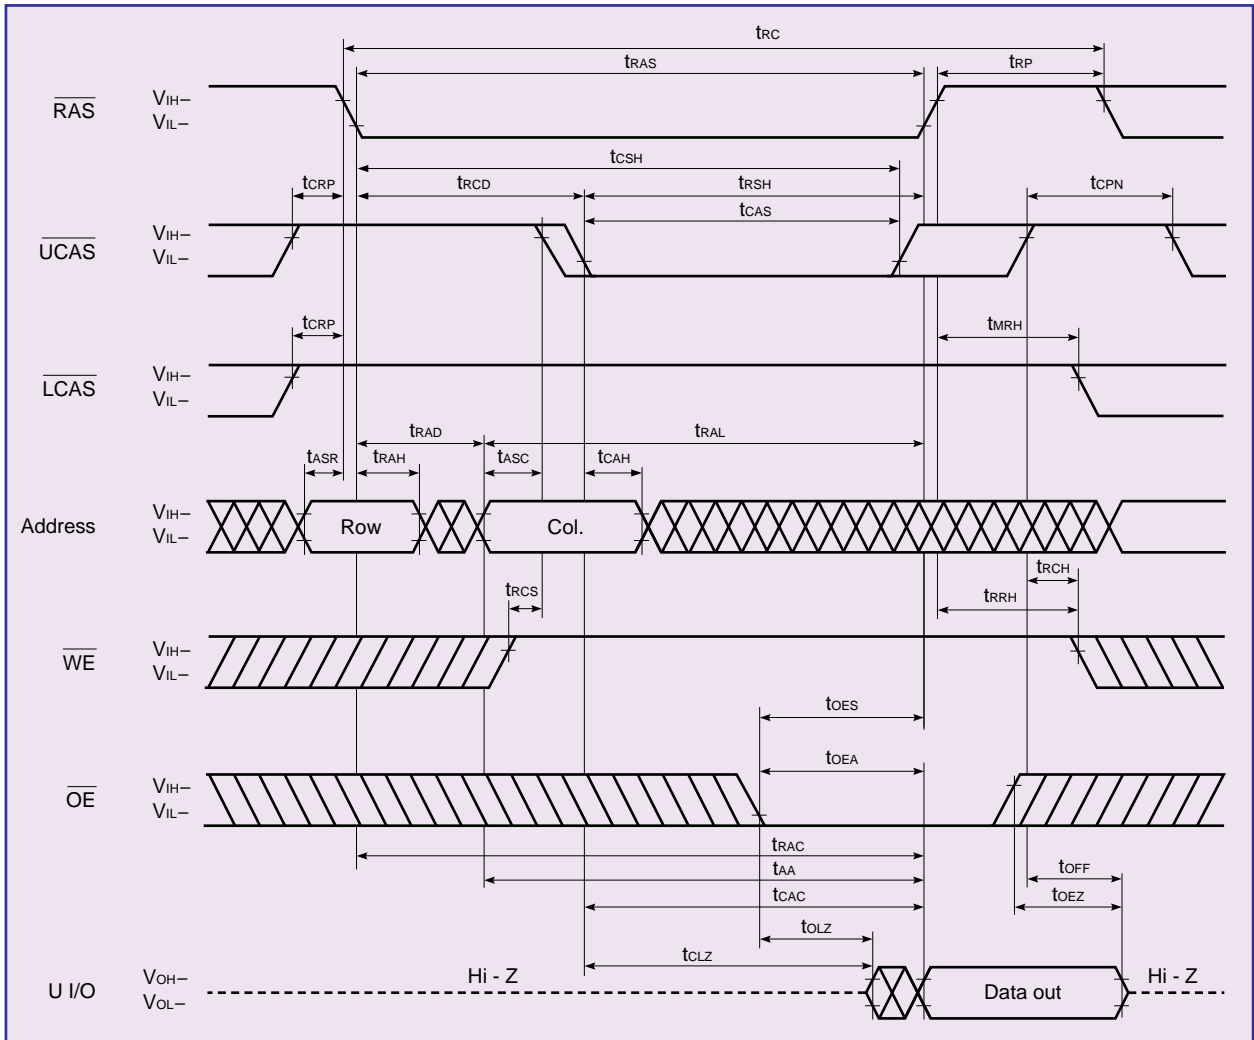 tRC
tRAS
tRP
RAS
VIH–
VIL–
tCSH
tCRP
tRCD
tRSH
tCPN
tCAS
UCAS
VIH–
VIL–
tCRP
tMRH
LCAS
VIH–
VIL–
tRAD
tRAL
tASR
tRAH
tASC
tCAH
Address
VIH–
VIL–
Row
Col.
tRCH
tRCS
tRRH
WE
VIH–
VIL–
tOES
tOEA
OE
VIH–
VIL–
tRAC
tAA
tOFF
tCAC
tOEZ
tOLZ
tCLZ
U I/O
VOH–
VOL–
Hi - Z
Data out
Hi - Z